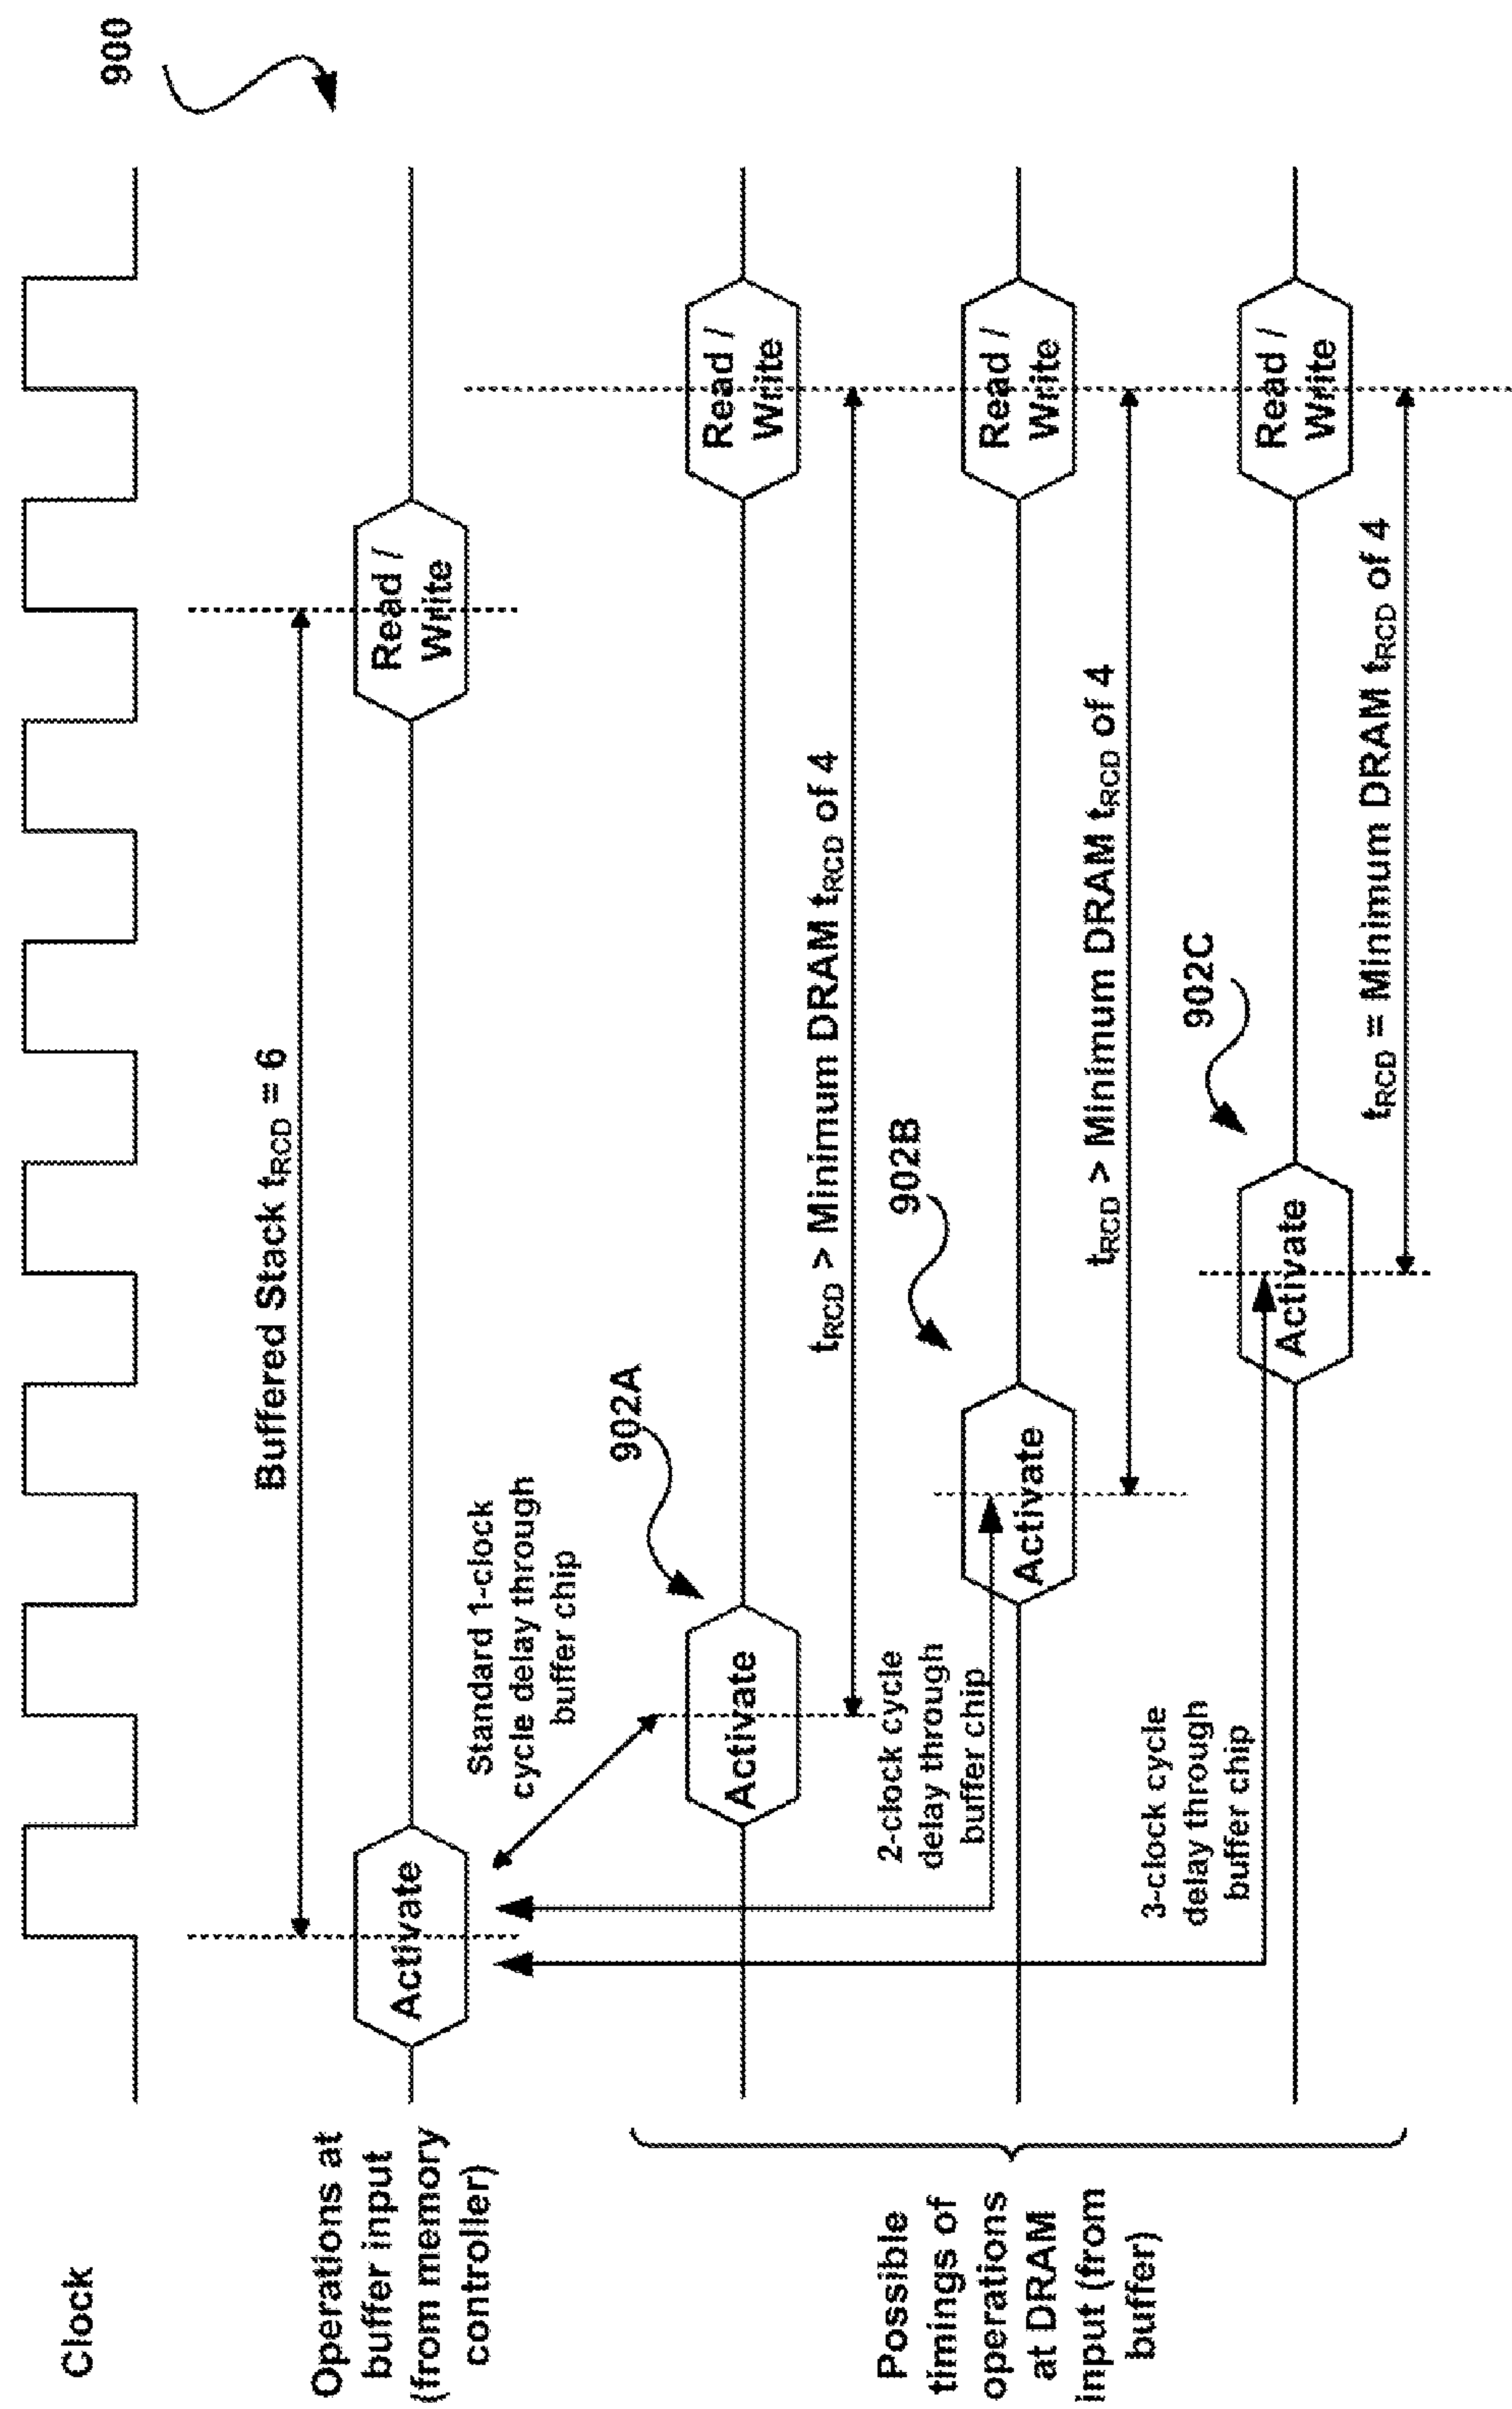 900
Clock
Operations at
buffer input
(from memory
controller)
Activate
Buffered Stack tRCD = 6
Read /
Write
Standard 1-clock
cycle delay through
buffer chip
Possible
timings of
operations
at DRAM
input (from
buffer)
902A
Activate
tRCD > Minimum DRAM tRCD of 4
Read /
Write
2-clock cycle
delay through
buffer chip
902B
Activate
tRCD > Minimum DRAM tRCD of 4
Read /
Write
3-clock cycle
delay through
buffer chip
902C
Activate
tRCD = Minimum DRAM tRCD of 4
Read /
Write